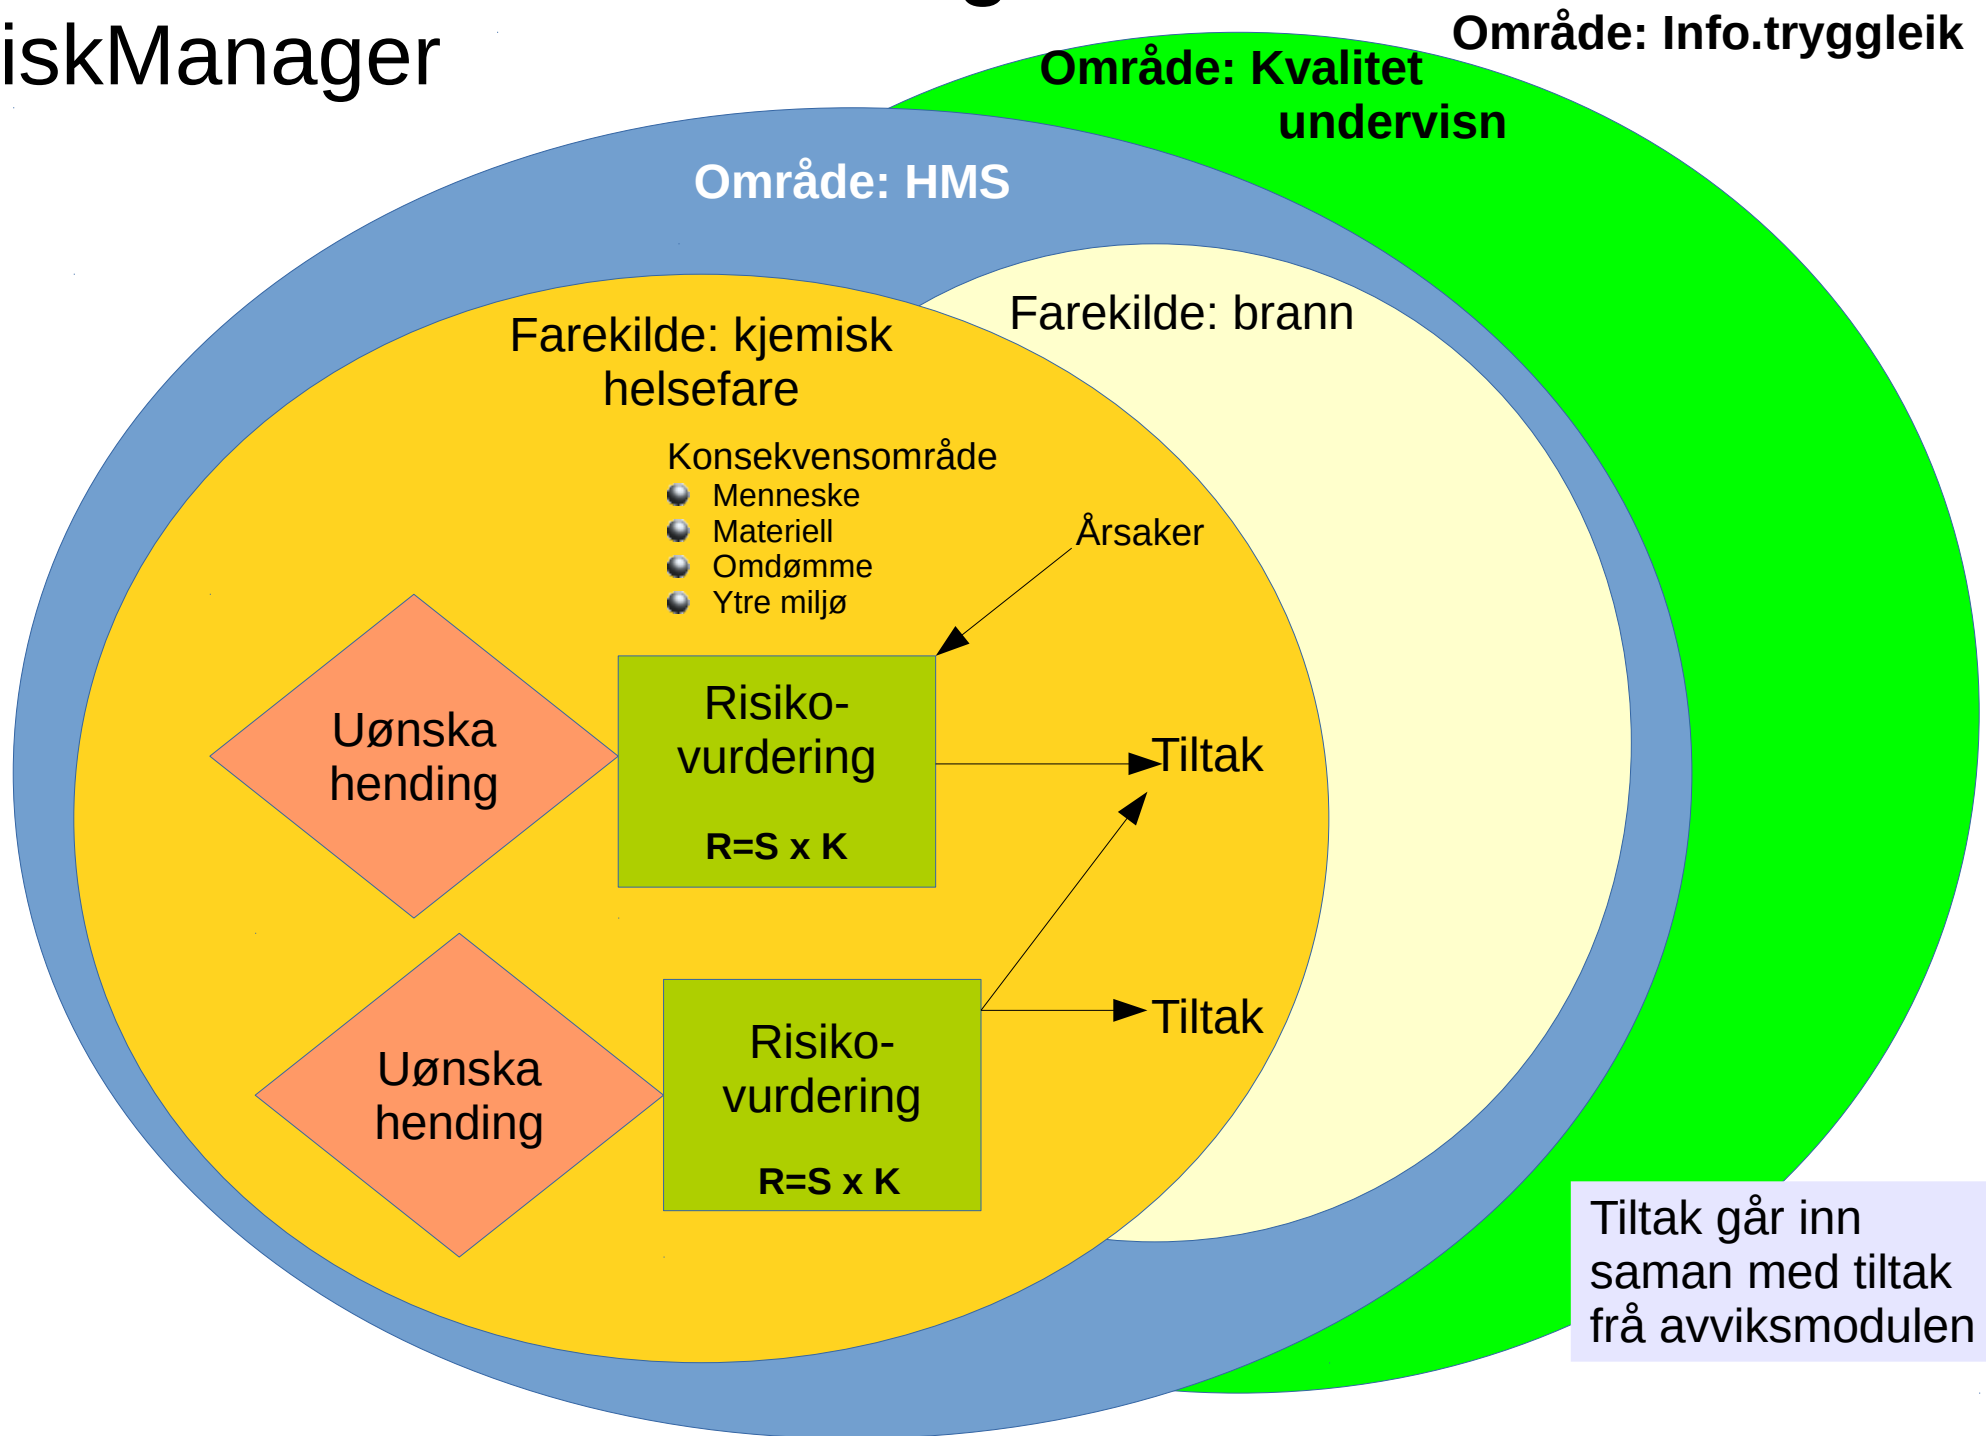 iskManager
Område: Info.tryggleik
Område: Kvalitet
undervisn
Område: HMS
Farekilde: brann
Farekilde: kjemisk
helsefare
Konsekvensområde
Menneske
Materiell
Omdømme
Ytre miljø
Årsaker
Uønska
hending
Risiko-
vurdering
R=S x K
Tiltak
Uønska
hending
Risiko-
vurdering
R=S x K
Tiltak
Tiltak går inn
saman med tiltak
frå avviksmodulen